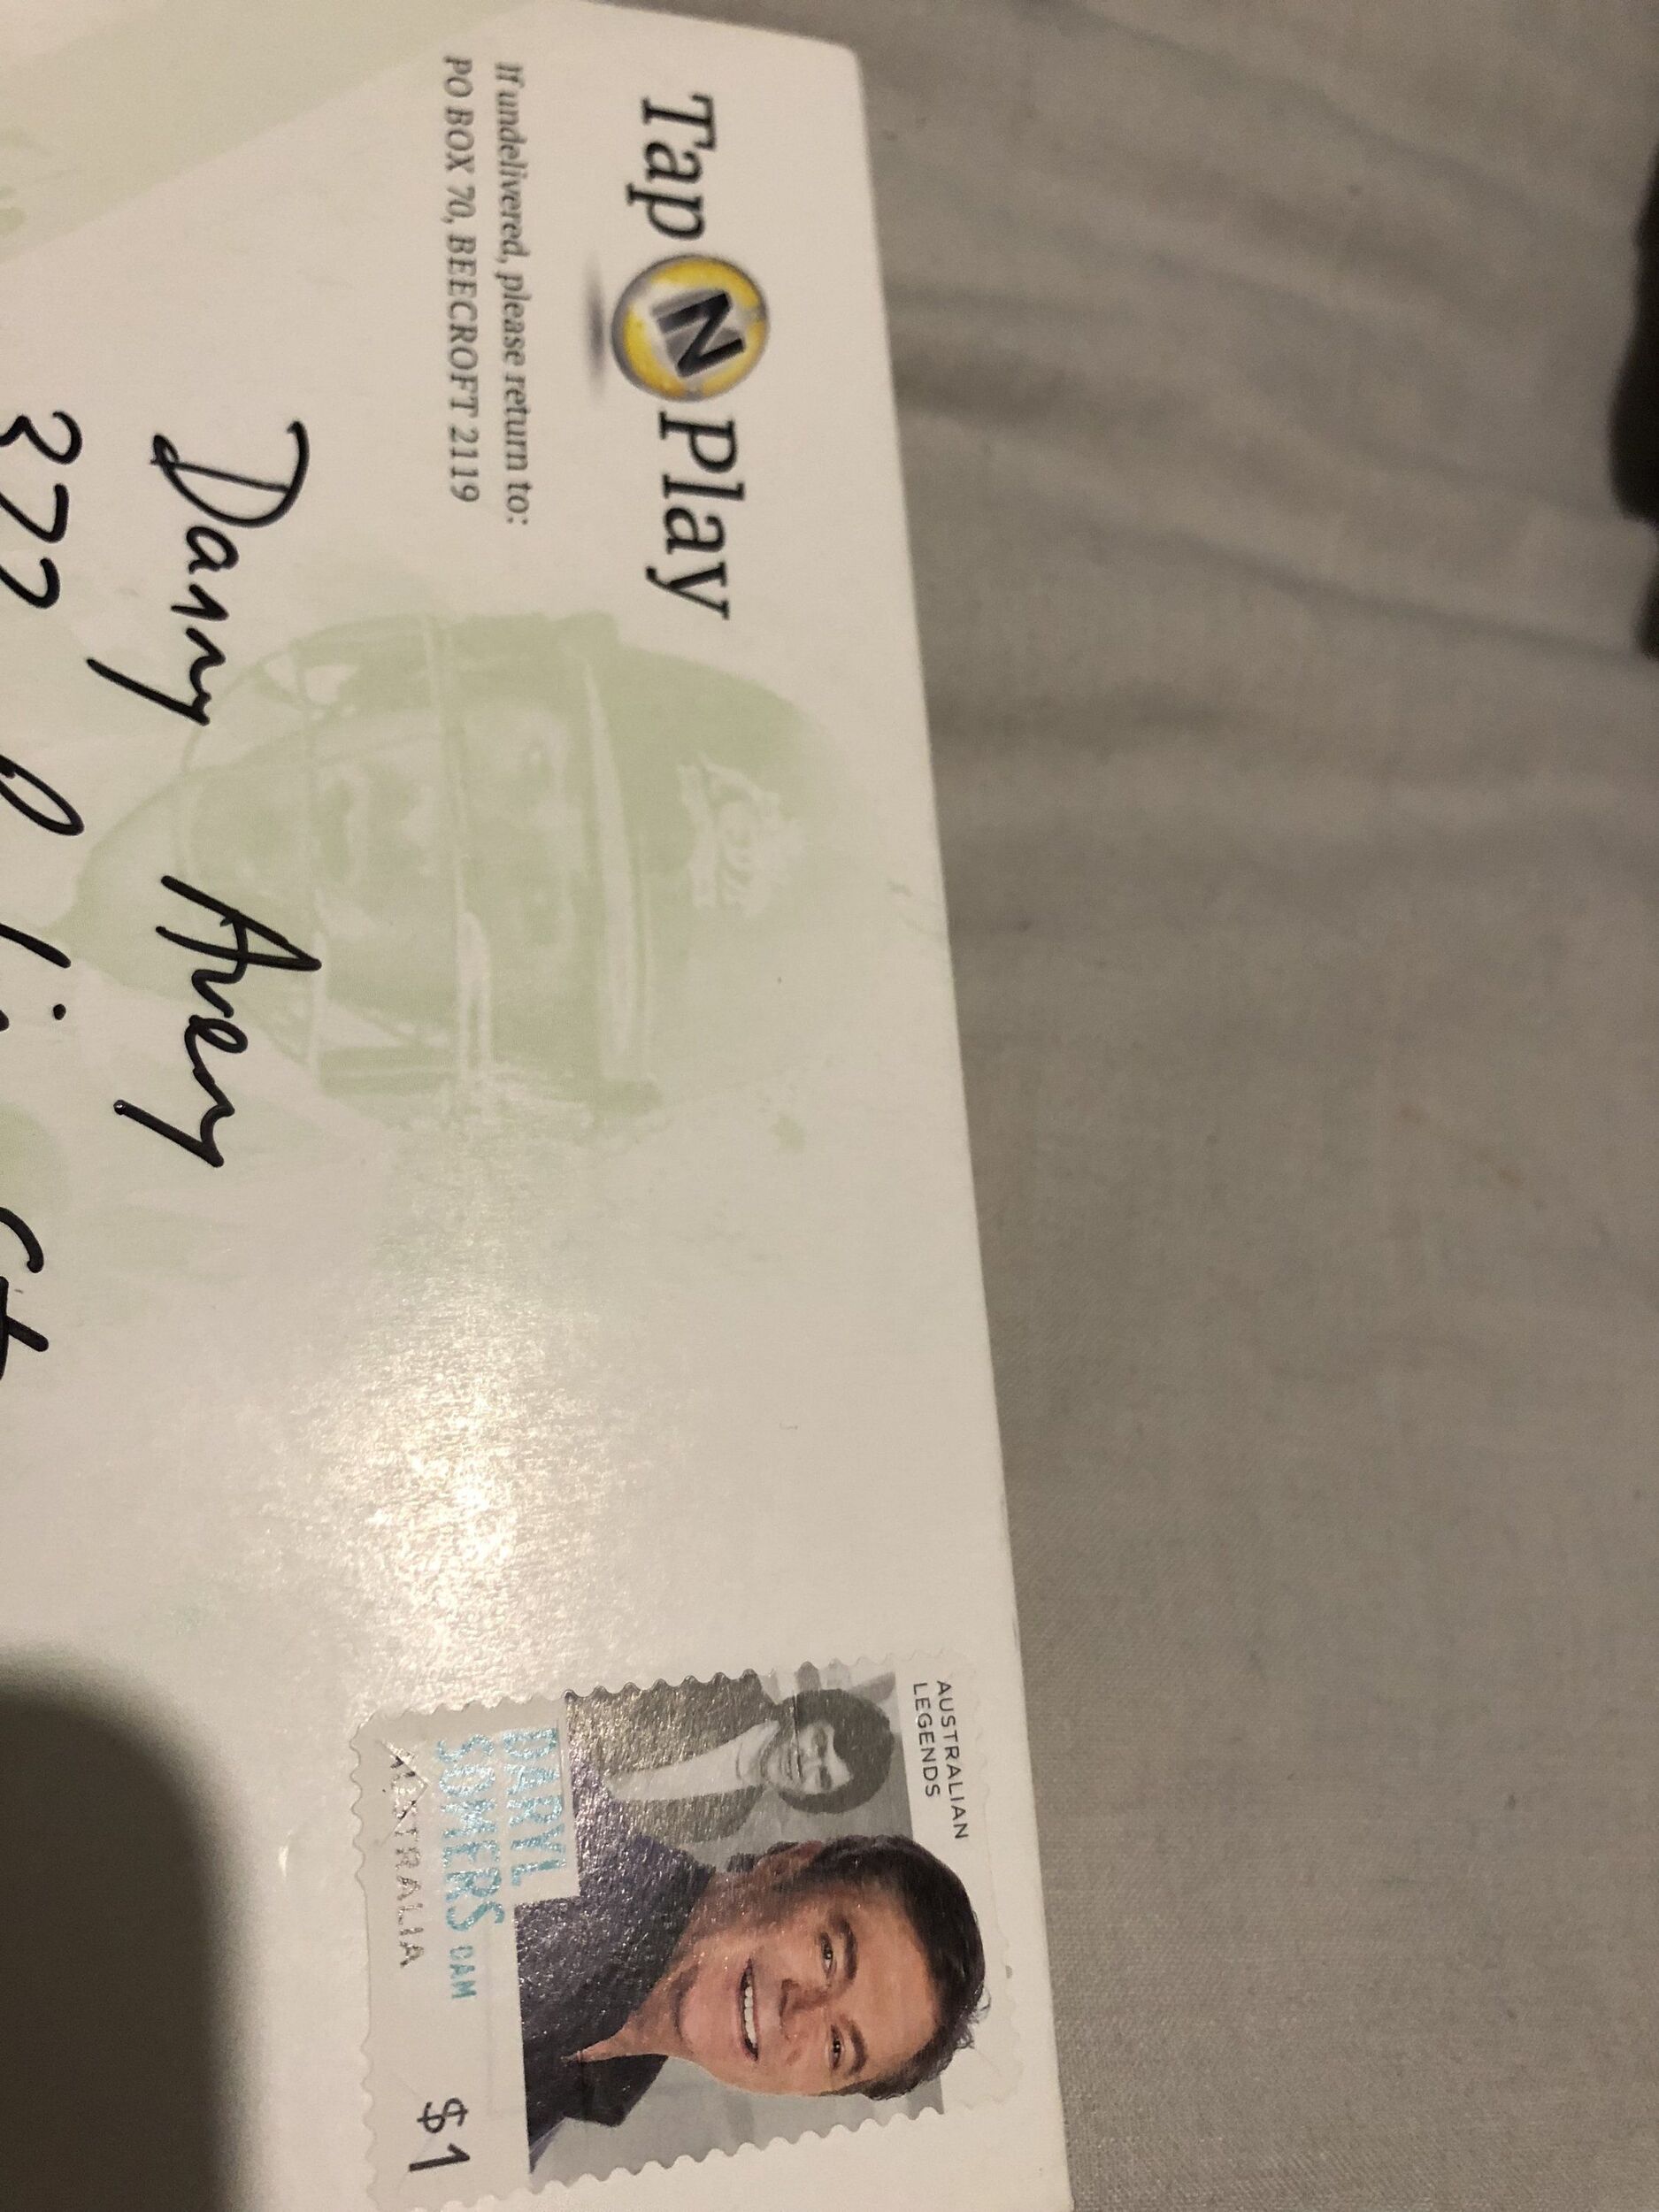 Tap N Play
If undelivered, please return to:
PO BOX 70, BEECROFT 2119
AUSTRALIAN
LEGENDS
DARYL
SOMERS OAM
AUSTRALIA $1
Danny Avery
377